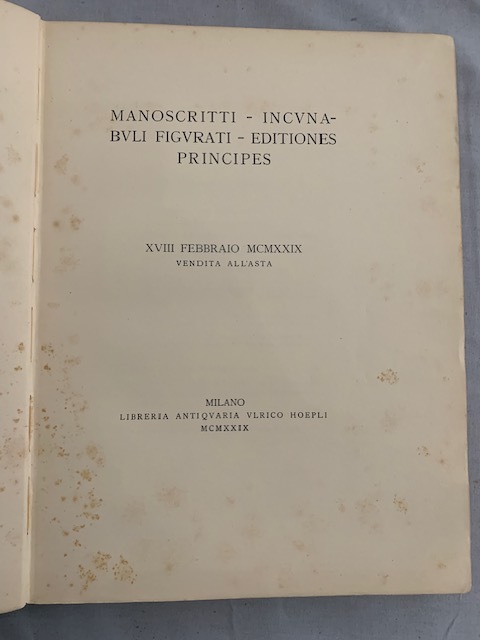 MANOSCRITTI - INCVNA-
BVLI FIGVRATI - EDITIONES
PRINCIPES
XVIII FEBBRAIO MCMXXIX
VENDITA ALL'ASTA
MILANO
LIBRERIA ANTIQVARIA VLRICO HOEPLI
MCMXXIX